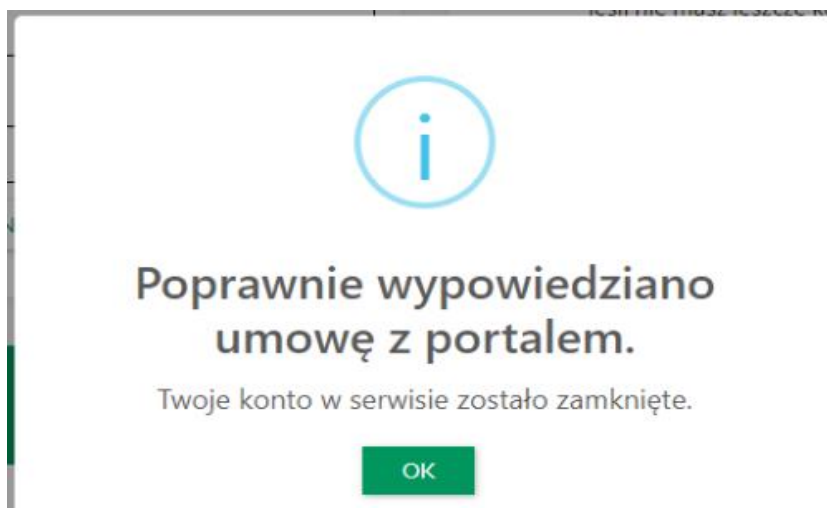 Poprawnie wypowiedziano
umowę z portalem.
Twoje konto w serwisie zostało zamknięte.
OK